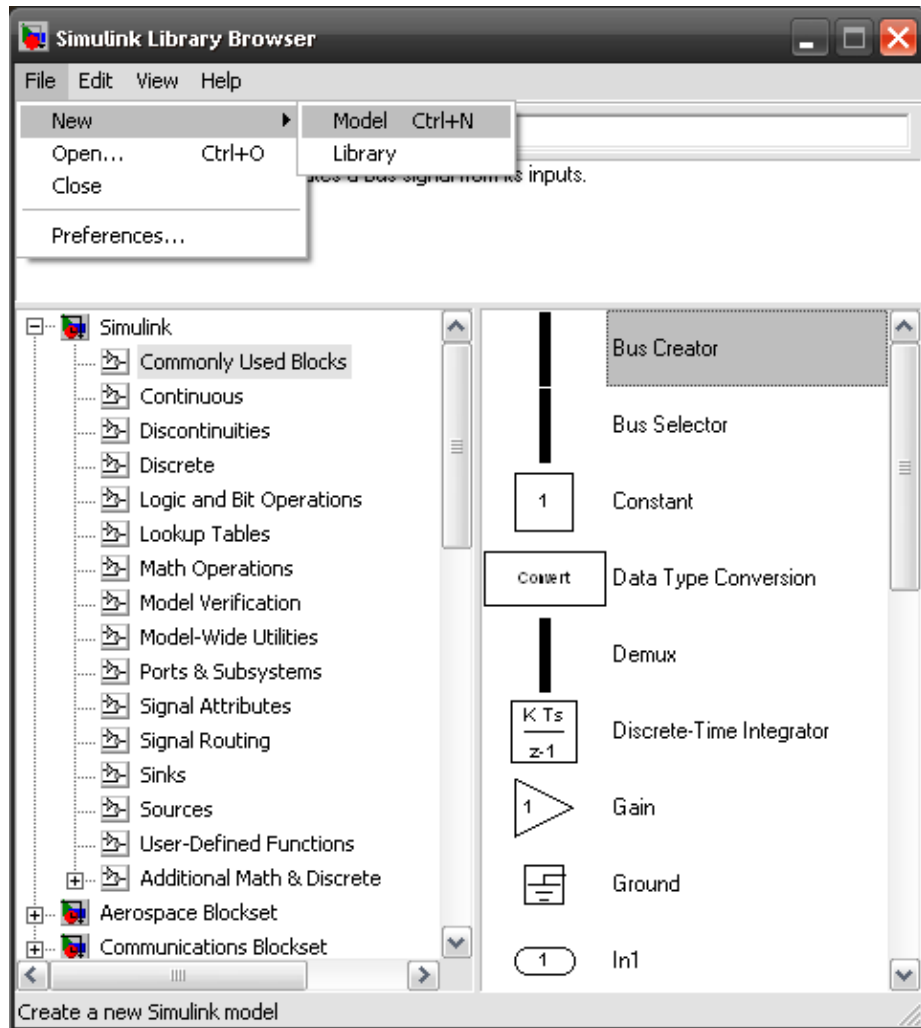 Simulink Library Browser
File Edit View Help
New
Model Ctrl+N
Open... Ctrl+O
Library
Close
Preferences...
a Bus signal from its inputs.
Simulink
Commonly Used Blocks
Continuous
Discontinuities
Discrete
Logic and Bit Operations
Lookup Tables
Math Operations
Model Verification
Model-Wide Utilities
Ports & Subsystems
Signal Attributes
Signal Routing
Sinks
Sources
User-Defined Functions
Additional Math & Discrete
Aerospace Blockset
Communications Blockset
Bus Creator
Bus Selector
1
Constant
Convert
Data Type Conversion
Demux
K Ts
z-1
Discrete-Time Integrator
1
Gain
Ground
1
In1
Create a new Simulink model